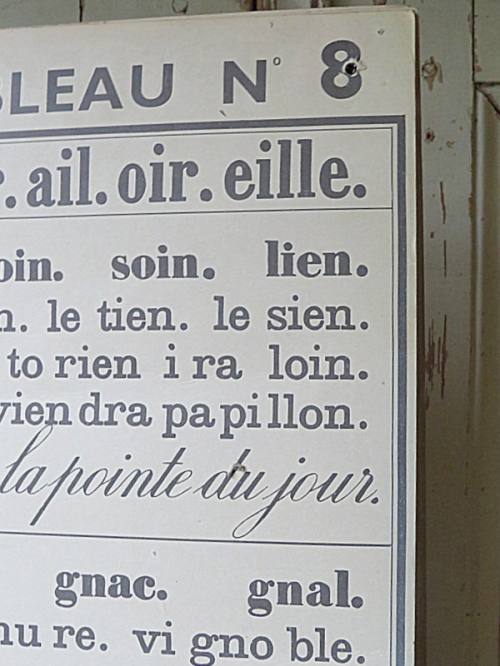 BLEAU N° 8
r. ail. oir. eille.
oin. soin. lien.
n. le tien. le sien.
to rien i ra loin.
vien dra pa pi llon.
la pointe du jour.
gnac. gnal.
nu re. vi gno ble.